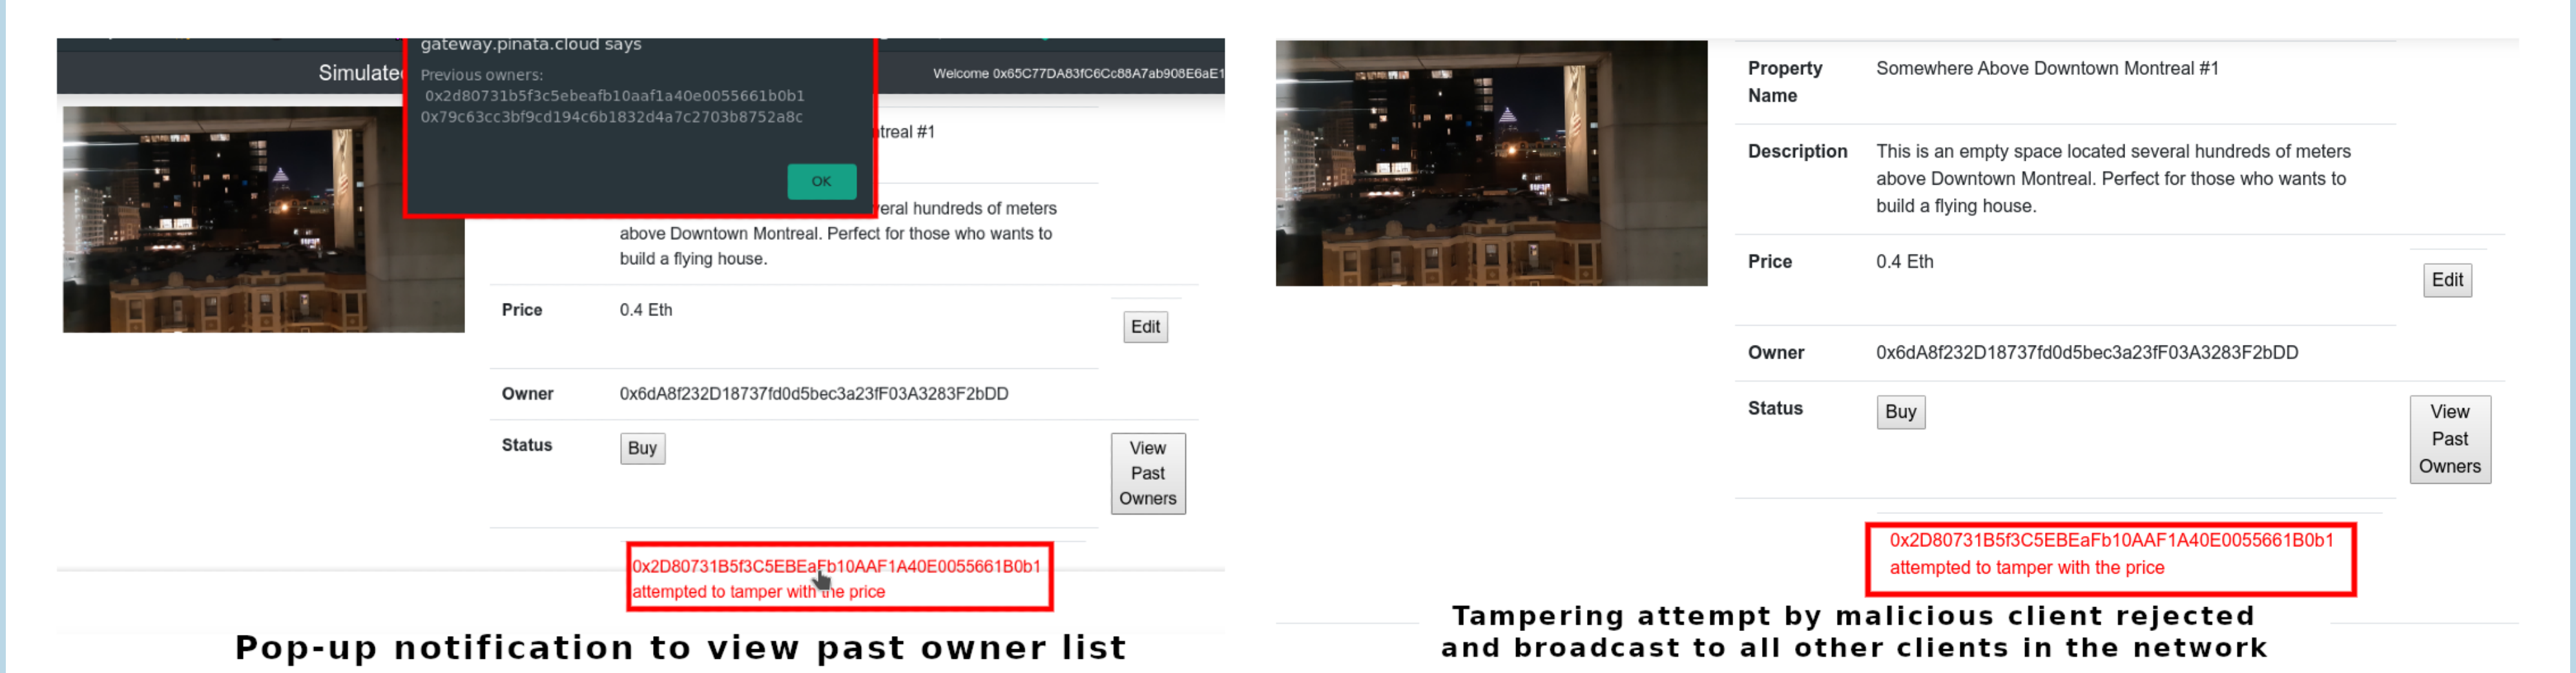 gateway.pinata.cloud says
Previous owners:
0x2d80731b5f3c5ebeafb10aaf1a40e0055661b0b1
0x79c63cc3bf9cd194c6b1832d4a7c2703b8752a8c
OK
Welcome 0x65C77DA83fC6Cc88A7ab908E6aE1
#1
hundreds of meters
above Downtown Montreal. Perfect for those who wants to
build a flying house.
Price 0.4 Eth
Edit
Owner 0x6dA8f232D18737fd0d5bec3a23fF03A3283F2bDD
Status Buy
View
Past
Owners
0x2D80731B5f3C5EBEaFb10AAF1A40E0055661B0b1
attempted to tamper with the price
Pop-up notification to view past owner list
Property
Name
Somewhere Above Downtown Montreal #1
Description
This is an empty space located several hundreds of meters
above Downtown Montreal. Perfect for those who wants to
build a flying house.
Price 0.4 Eth
Edit
Owner 0x6dA8f232D18737fd0d5bec3a23fF03A3283F2bDD
Status Buy
View
Past
Owners
0x2D80731B5f3C5EBEaFb10AAF1A40E0055661B0b1
attempted to tamper with the price
Tampering attempt by malicious client rejected
and broadcast to all other clients in the network